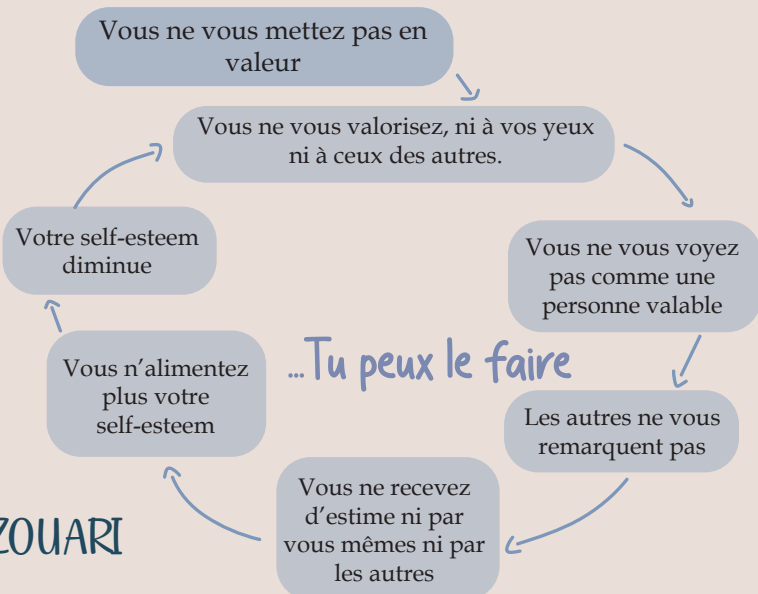 Vous ne vous mettez pas en
valeur
Vous ne vous valorisez, ni à vos yeux
ni à ceux des autres.
Vous ne vous voyez
pas comme une
personne valable
Les autres ne vous
remarquent pas
Vous ne recevez
d'estime ni par
vous mêmes ni par
les autres
Vous n'alimentez
plus votre
self-esteem
Votre self-esteem
diminue
...Tu peux le faire
ZOUARI